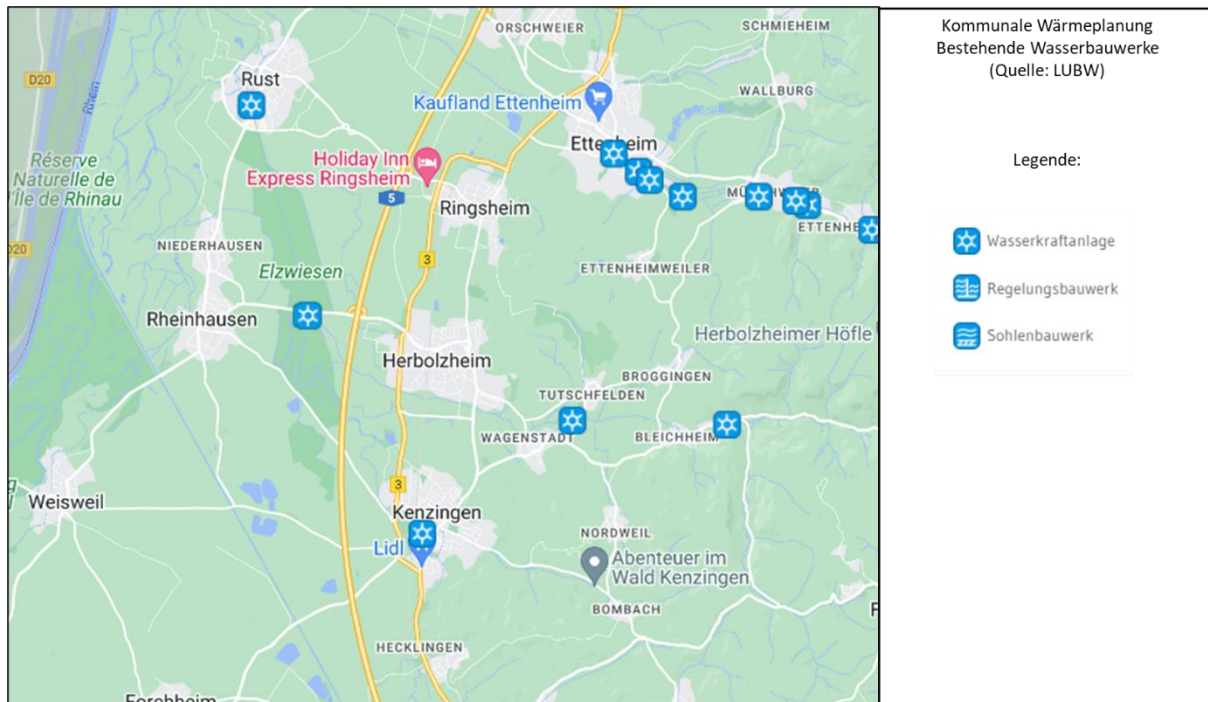 ORSCHWEIER
SCHMIEHEIM
D20
Rhein
Rust
Kaufland Ettenheim
WALLBURG
Réserve
Naturelle de
l'Île de Rhinau
Holiday Inn
Express Ringsheim
5
Ringsheim
D20
NIEDERHAUSEN
Elzwiesen
3
ETTENHEIMWEILER
Rheinhausen
Herbolzheim
Herbolzheimer Höfle
BROGGINGEN
TUTSCHFELDEN
WAGENSTADT
BLEICHHEIM
Weisweil
3
Kenzingen
Lidl
NORDWEIL
Abenteuer im
Wald Kenzingen
BOMBACH
HECKLINGEN
Kommunale Wärmeplanung
Bestehende Wasserbauwerke
(Quelle: LUBW)
Legende:
Wasserkraftanlage
Regelungsbauwerk
Sohlenbauwerk